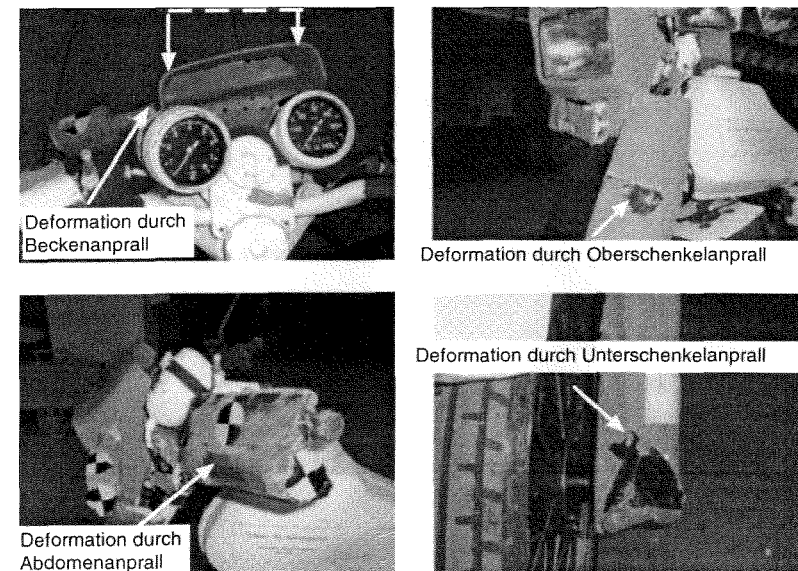 Deformation durch
Beckenanprall
Deformation durch Oberschenkelanprall
Deformation durch Unterschenkelanprall
Deformation durch
Abdomenanprall